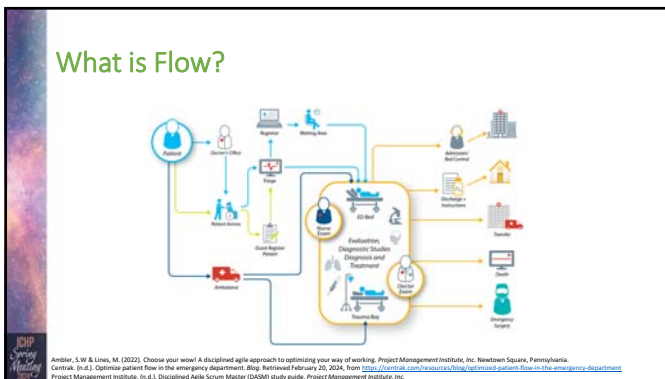 What is Flow?
Registrar
Waiting Area
Patient
Doctor's Office
Triage
Admission/
Bed Control
Discharge +
Instructions
Patient Arrives
ED Bed
Nurse
Exam
Quick Register
Patient
Evaluation,
Diagnostic Studies
Diagnosis and
Treatment
Transfer
Ambulance
Doctor
Exam
Death
Trauma Bay
Emergency
Surgery
JCHP
Spring
Meeting
2024
Ambler, S.W & Lines, M. (2022). Choose your wow! A disciplined agile approach to optimizing your way of working. Project Management Institute, Inc. Newtown Square, Pennsylvania.
Centrak. (n.d.). Optimize patient flow in the emergency department. Blog. Retrieved February 20, 2024, from https://centrak.com/resources/blog/optimized-patient-flow-in-the-emergency-department
Project Management Institute. (n.d.). Disciplined Agile Scrum Master (DASM) study guide. Project Management Institute, Inc.